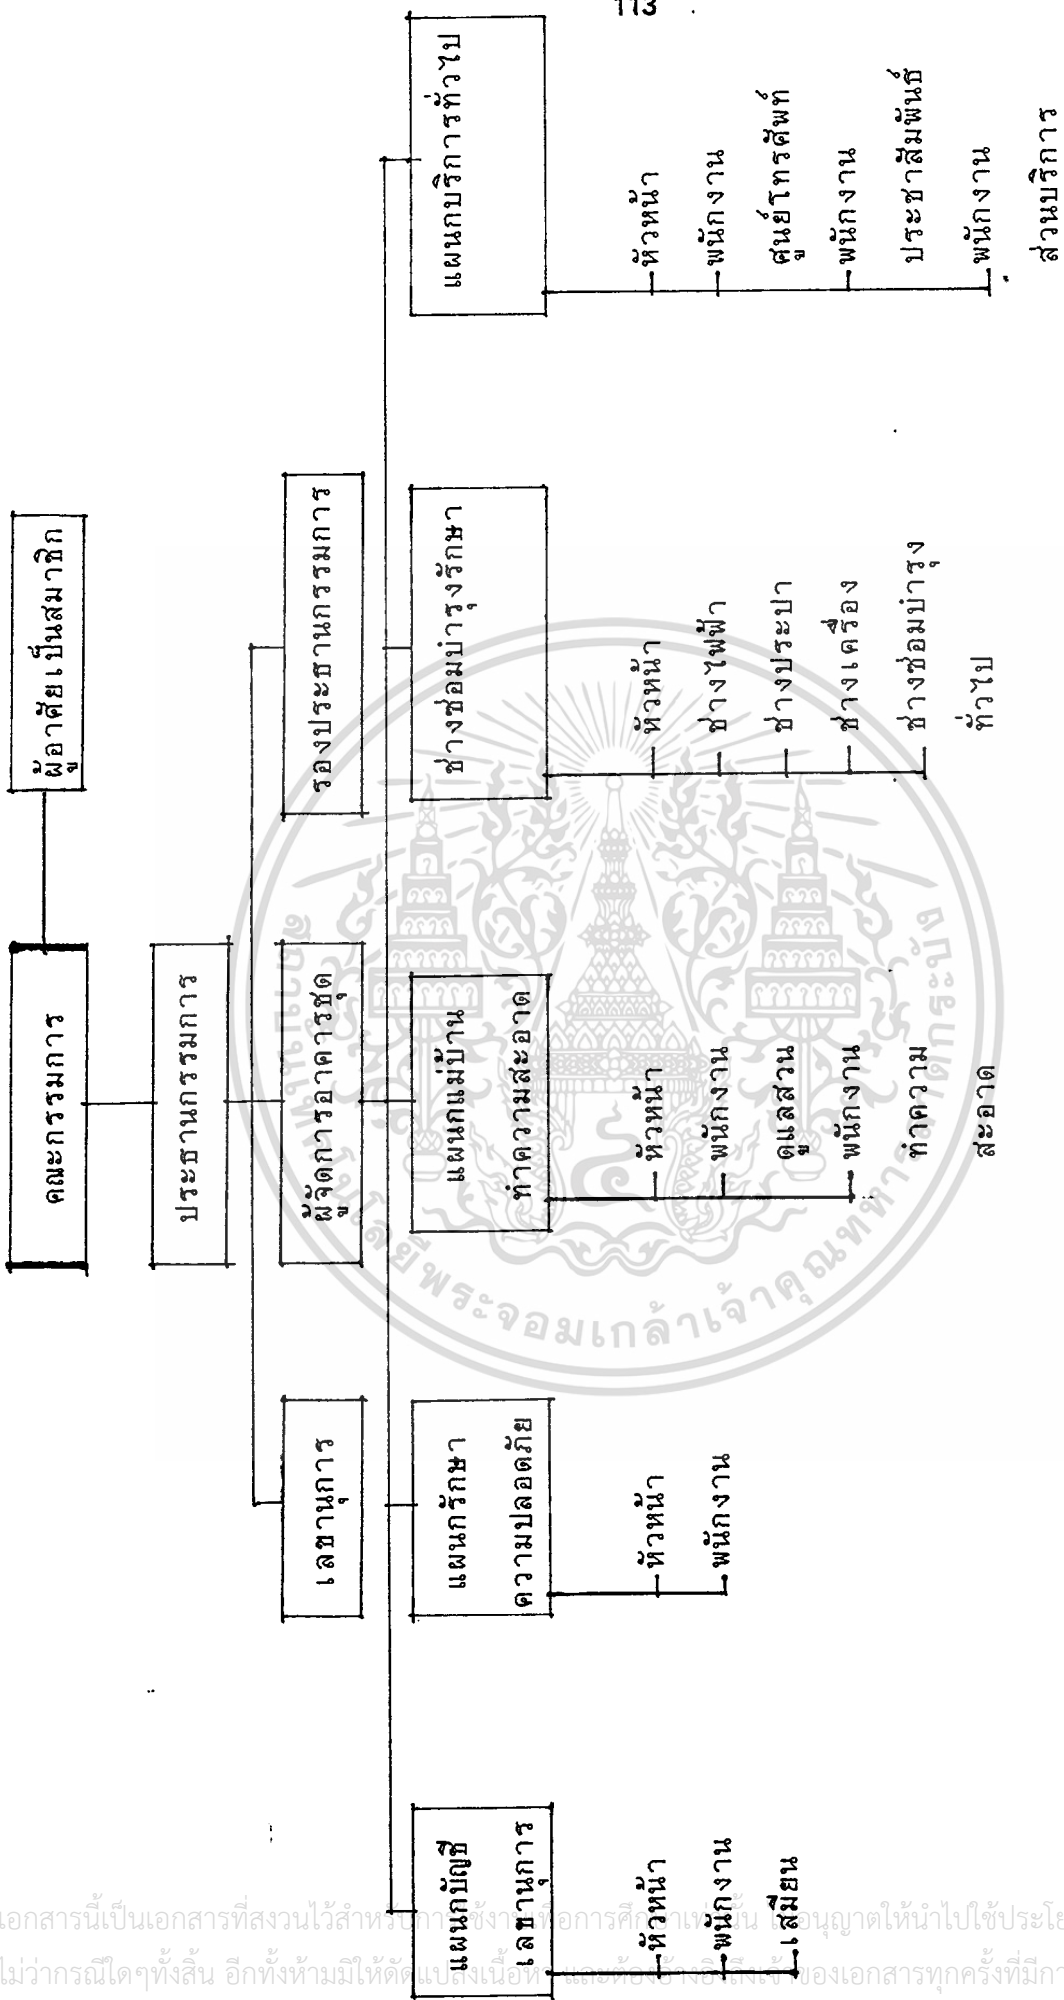 113
คณะกรรมการ
ผู้อาศัยเป็นสมาชิก
ประธานกรรมการ
เลขานุการ
ผู้จัดการอาคารชุด
รองประธานกรรมการ
แผนกบัญชี
เลขานุการ
หัวหน้า
พนักงาน
เสมียน
แผนกรักษา
ความปลอดภัย
หัวหน้า
พนักงาน
แผนกแม่บ้าน
ทำความสะอาด
หัวหน้า
พนักงาน
ดูแลสวน
พนักงาน
ทำความ
สะอาด
ช่างซ่อมบำรุงรักษา
หัวหน้า
ช่างไฟฟ้า
ช่างประปา
ช่างเครื่อง
ช่างซ่อมบำรุง
ทั่วไป
แผนกบริการทั่วไป
หัวหน้า
พนักงาน
ศูนย์โทรศัพท์
พนักงาน
ประชาสัมพันธ์
พนักงาน
ส่วนบริการ
พระจอมเกล้าเจ้าคุณทหาร
เอกสารนี้เป็นเอกสารที่สงวนไว้สำหรับการใช้งานเพื่อการศึกษาเท่านั้น ไม่อนุญาตให้นำไปใช้ประโย
ไม่ว่ากรณีใดๆทั้งสิ้น อีกทั้งห้ามมิให้ดัดแปลงเนื้อหา และต้องอ้างอิงถึงเจ้าของเอกสารทุกครั้งที่มีกา